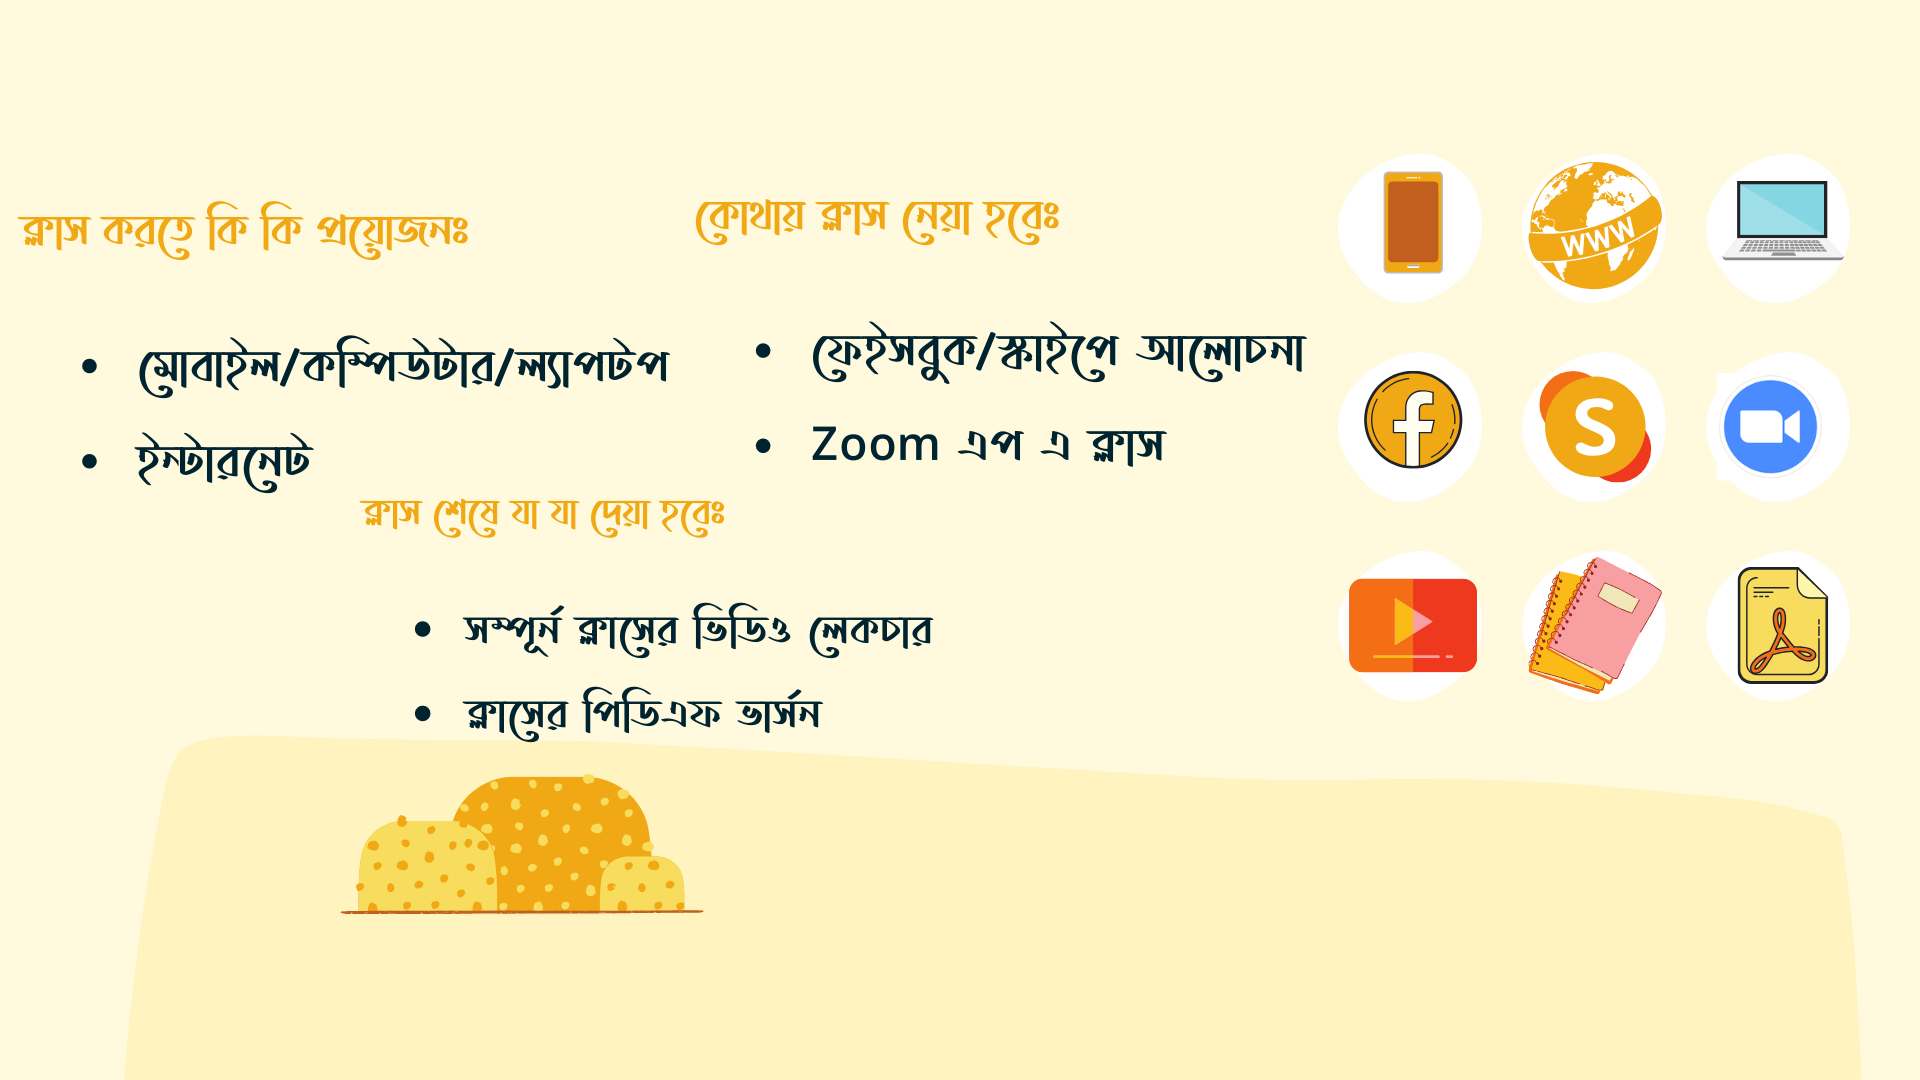 ক্লাস করতে কি কি প্রয়োজনঃ
মোবাইল/কম্পিউটার/ল্যাপটপ
ইন্টারনেট
কোথায় ক্লাস নেয়া হবেঃ
ফেইসবুক/স্কাইপে আলোচনা
Zoom এপ এ ক্লাস
ক্লাস শেষে যা যা দেয়া হবেঃ
সম্পূর্ন ক্লাসের ভিডিও লেকচার
ক্লাসের পিডিএফ ভার্সন
WWW